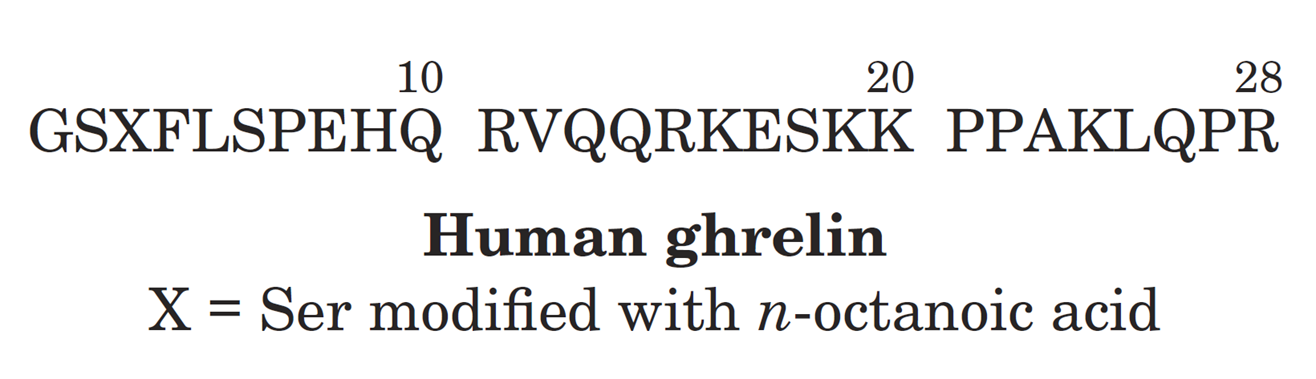 10 20 28
GSXFLSPEHQ RVQQRKESKK PPAKLQPR
Human ghrelin
X = Ser modified with n-octanoic acid